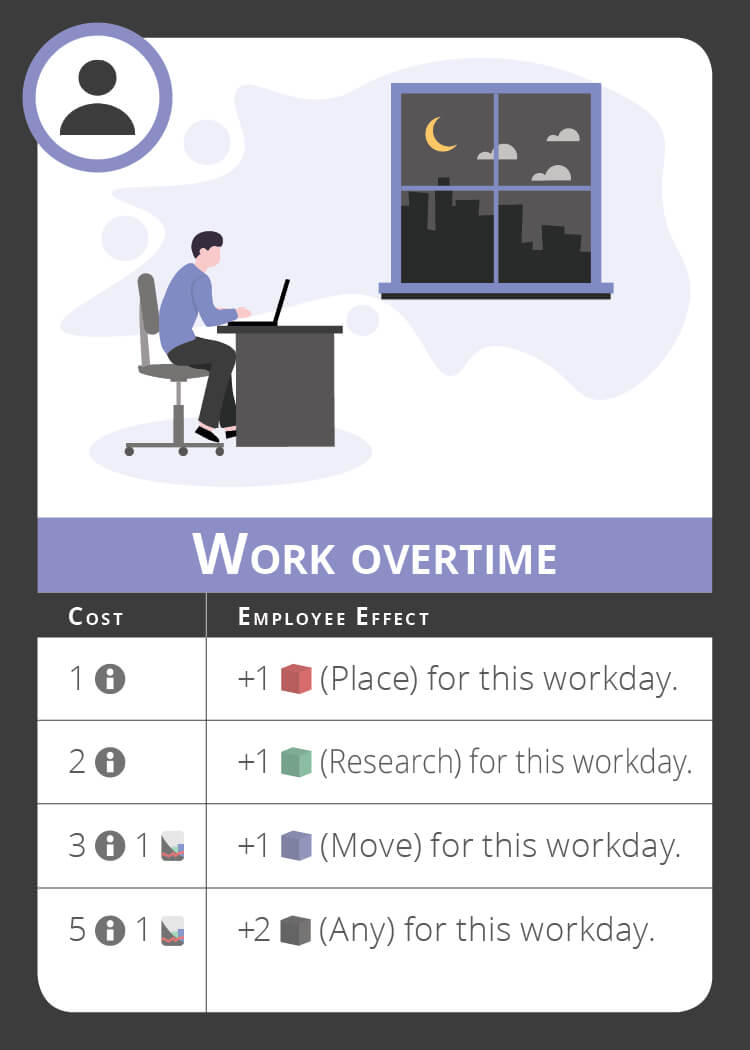 Work overtime
Cost Employee Effect
1 +1 (Place) for this workday.
2 +1 (Research) for this workday.
3 1 +1 (Move) for this workday.
5 1 +2 (Any) for this workday.